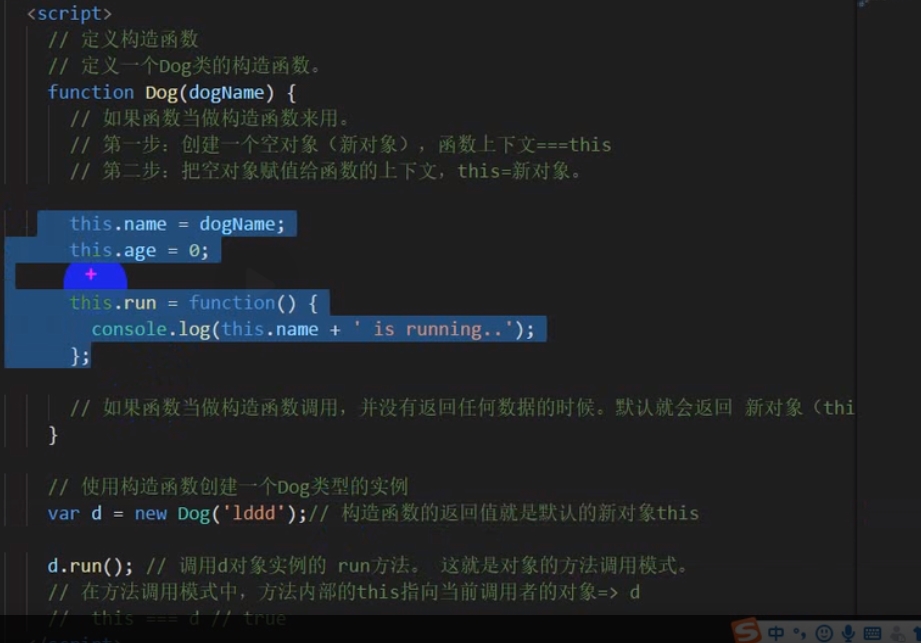 <script>
// 定义构造函数
// 定义一个Dog类的构造函数。
function Dog(dogName) {
// 如果函数当做构造函数来用。
// 第一步：创建一个空对象（新对象），函数上下文===this
// 第二步：把空对象赋值给函数的上下文，this=新对象。
this.name = dogName;
this.age = 0;
this.run = function() {
console.log(this.name + ' is running..');
};
// 如果函数当做构造函数调用，并没有返回任何数据的时候。默认就会返回 新对象（thi
}
// 使用构造函数创建一个Dog类型的实例
var d = new Dog('lddd');// 构造函数的返回值就是默认的新对象this
d.run(); // 调用d对象实例的 run方法。 这就是对象的方法调用模式。
// 在方法调用模式中，方法内部的this指向当前调用者的对象=> d
// this === d // true
S 中